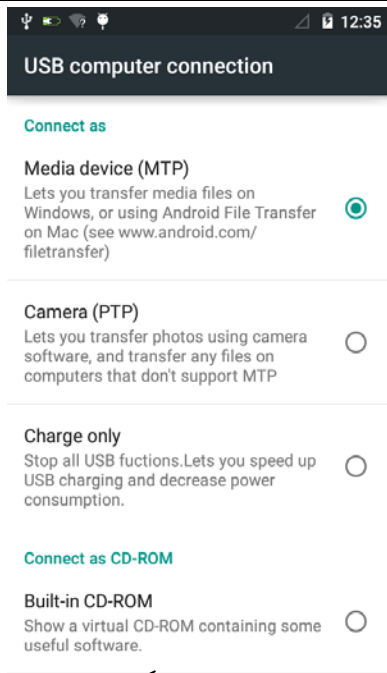 12:35
USB computer connection
Connect as
Media device (MTP)
Lets you transfer media files on
Windows, or using Android File Transfer
on Mac (see www.android.com/
filetransfer)
Camera (PTP)
Lets you transfer photos using camera
software, and transfer any files on
computers that don't support MTP
Charge only
Stop all USB fuctions.Lets you speed up
USB charging and decrease power
consumption.
Connect as CD-ROM
Built-in CD-ROM
Show a virtual CD-ROM containing some
useful software.